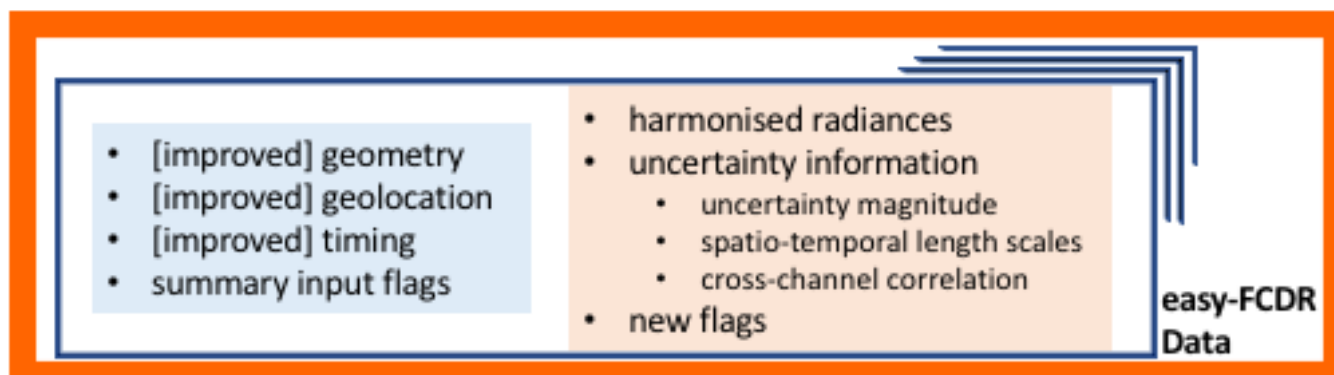 • [improved] geometry
• [improved] geolocation
• [improved] timing
• summary input flags
• harmonised radiances
• uncertainty information
• uncertainty magnitude
• spatio-temporal length scales
• cross-channel correlation
• new flags
easy-FCDR
Data